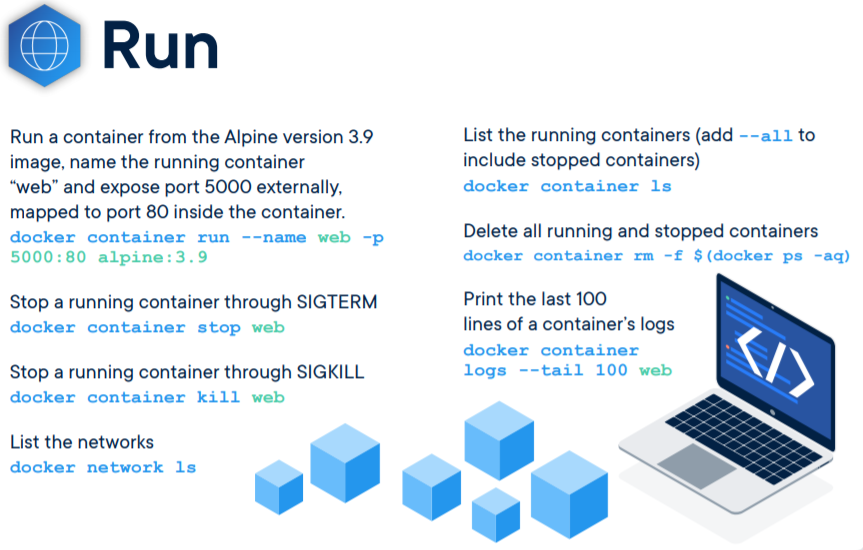 Run
Run a container from the Alpine version 3.9
image, name the running container
“web” and expose port 5000 externally,
mapped to port 80 inside the container.
docker container run --name web -p
5000:80 alpine:3.9
Stop a running container through SIGTERM
docker container stop web
Stop a running container through SIGKILL
docker container kill web
List the networks
docker network ls
List the running containers (add --all to
include stopped containers)
docker container ls
Delete all running and stopped containers
docker container rm -f $(docker ps -aq)
Print the last 100
lines of a container’s logs
docker container
logs --tail 100 web
</>